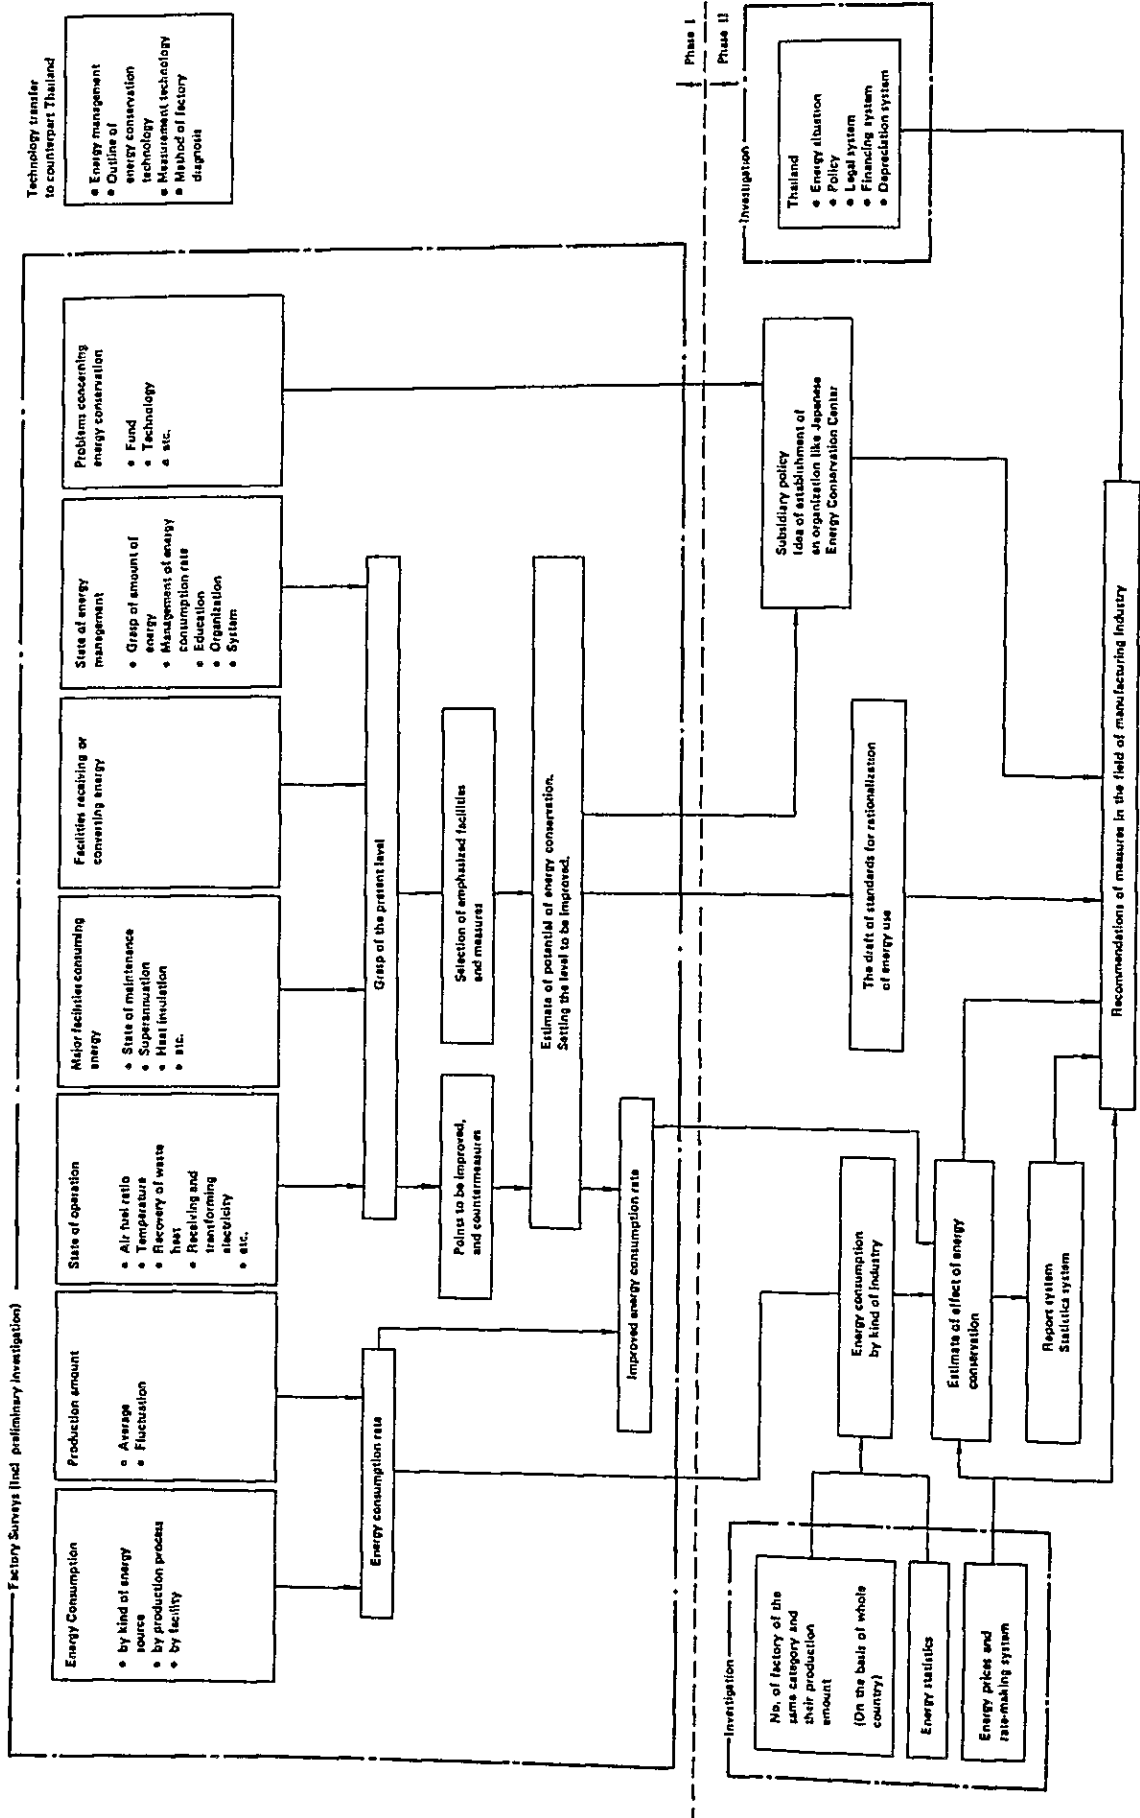 Factory Surveys (Incl preliminary investigation)
Technology transfer
to counterpart Thailand
Energy Consumption
• by kind of energy
source
• by production process
• by facility
Production amount
• Average
• Fluctuation
State of operation
• Air fuel ratio
• Temperature
• Recovery of waste
heat
• Receiving and
transforming
electricity
• etc.
Major facilities consuming
energy
• State of maintenance
• Superannuation
• Heat insulation
• etc.
Facilities receiving or
converting energy
State of energy
management
• Grasp of amount of
energy
• Management of energy
consumption rate
• Education
• Organization
• System
Problems concerning
energy conservation
• Fund
• Technology
• etc.
• Energy management
• Outline of
energy conservation
technology
• Measurement technology
• Method of factory
diagnosis
Energy consumption rate
Grasp of the present level
Points to be improved,
and countermeasures
Selection of emphasized facilities
and measures
Estimate of potential of energy conservation.
Setting the level to be improved.
Improved energy consumption rate
Phase I
Phase II
Investigation
No. of factory of the
same category and
their production
amount
(On the basis of whole
country)
Energy statistics
Energy prices and
rate-making system
Energy consumption
by kind of industry
Estimate of effect of energy
conservation
Report system
Statistics system
The draft of standards for rationalization
of energy use
Subsidiary policy
Idea of establishment of
an organization like Japanese
Energy Conservation Center
Investigation
Thailand
• Energy situation
• Policy
• Legal system
• Financing system
• Depreciation system
Recommendations of measures in the field of manufacturing industry